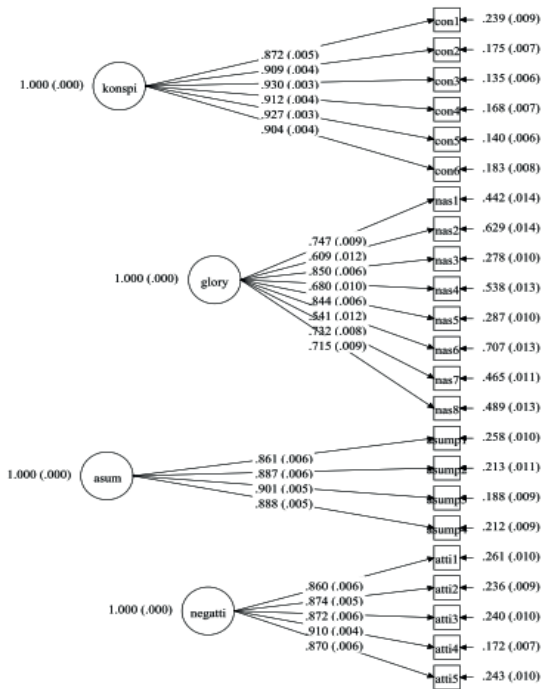 con1 .239 (.009)
con2 .175 (.007)
.872 (.005)
.909 (.004)
con3 .135 (.006)
1.000 (.000) konspi .930 (.003)
.912 (.004)
con4 .168 (.007)
.927 (.003)
.904 (.004)
con5 .140 (.006)
con6 .183 (.008)
nas1 .442 (.014)
nas2 .629 (.014)
.747 (.009)
.609 (.012)
nas3 .278 (.010)
.850 (.006)
1.000 (.000) glory
.680 (.010)
nas4 .538 (.013)
.844 (.006)
.541 (.012)
nas5 .287 (.010)
.732 (.008)
.715 (.009)
nas6 .707 (.013)
nas7 .465 (.011)
nas8 .489 (.013)
asump1 .258 (.010)
.861 (.006)
asump2 .213 (.011)
.887 (.006)
1.000 (.000) asum
.901 (.005)
asump3 .188 (.009)
.888 (.005)
asump4 .212 (.009)
atti1 .261 (.010)
.860 (.006)
atti2 .236 (.009)
.874 (.005)
1.000 (.000) negatti
.872 (.006)
atti3 .240 (.010)
.910 (.004)
.870 (.006)
atti4 .172 (.007)
atti5 .243 (.010)